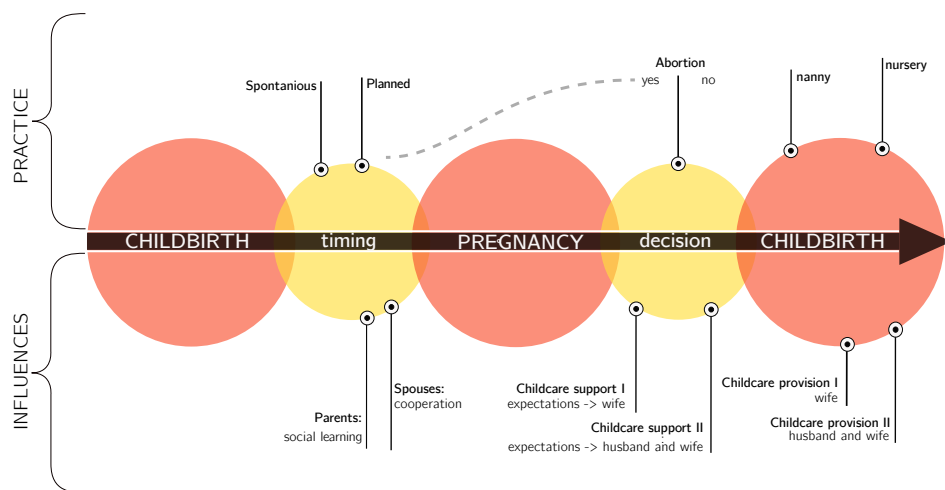 PRACTICE
Spontanious
Planned
Abortion
yes no
nanny
nursery
CHILDBIRTH timing PREGNANCY decision CHILDBIRTH
INFLUENCES
Parents:
social learning
Spouses:
cooperation
Childcare support I
expectations -> wife
Childcare support II
expectations -> husband and wife
Childcare provision I
wife
Childcare provision II
husband and wife